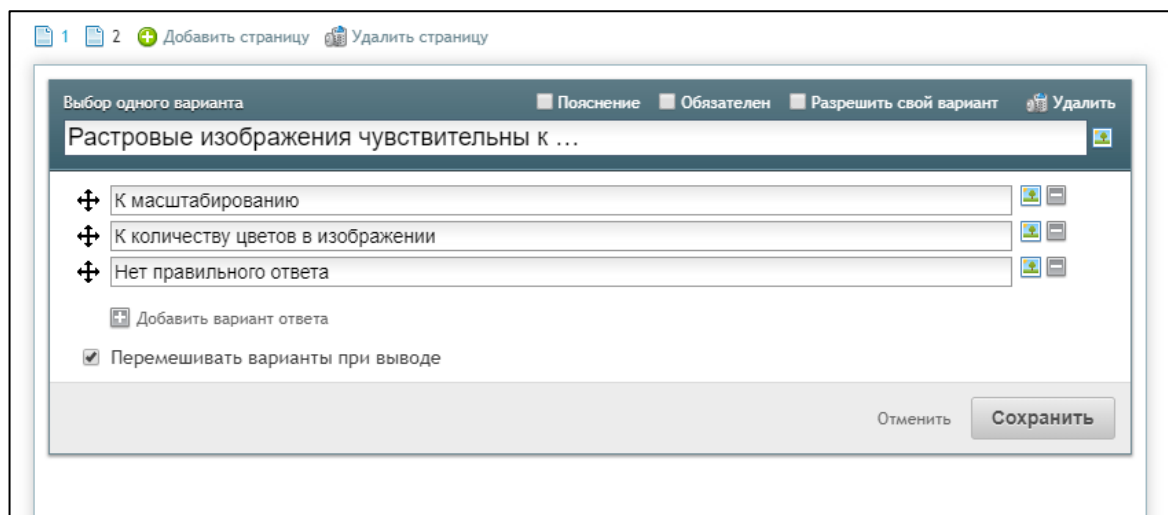 1 2 Добавить страницу Удалить страницу
Выбор одного варианта Пояснение Обязателен Разрешить свой вариант Удалить
Растровые изображения чувствительны к …
К масштабированию
К количеству цветов в изображении
Нет правильного ответа
Добавить вариант ответа
Перемешивать варианты при выводе
Отменить Сохранить